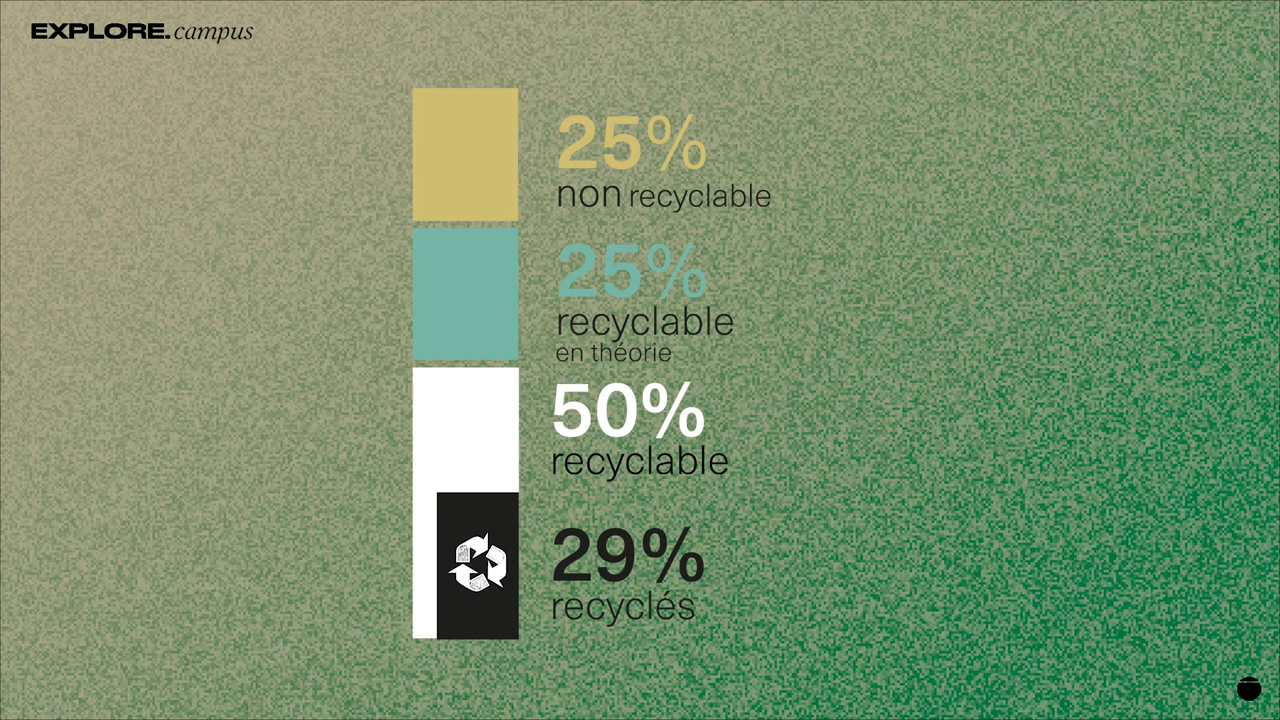 EXPLORE.campus
25%
non recyclable
25%
recyclable
en théorie
50%
recyclable
29%
recyclés